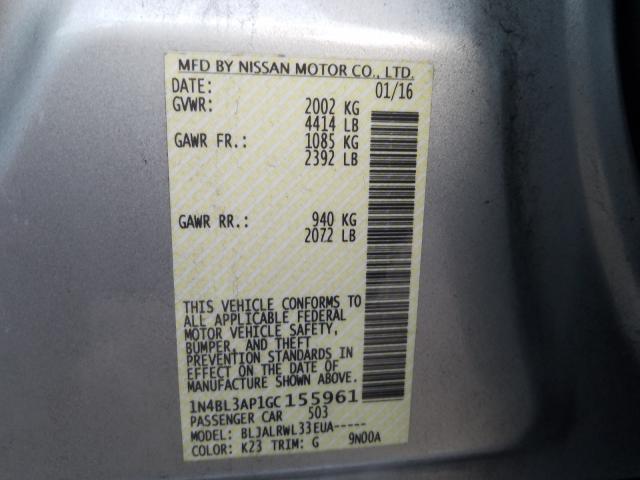 MFD BY NISSAN MOTOR CO., LTD.
DATE: 01/16
GVWR: 2002 KG
4414 LB
GAWR FR.: 1085 KG
2392 LB
GAWR RR.: 940 KG
2072 LB
THIS VEHICLE CONFORMS TO
ALL APPLICABLE FEDERAL
MOTOR VEHICLE SAFETY,
BUMPER, AND THEFT
PREVENTION STANDARDS IN
EFFECT ON THE DATE OF
MANUFACTURE SHOWN ABOVE.
1N4BL3AP1GC155961
PASSENGER CAR 503
MODEL: BLJALRWL33EUA-----
COLOR: K23 TRIM: G 9N00A